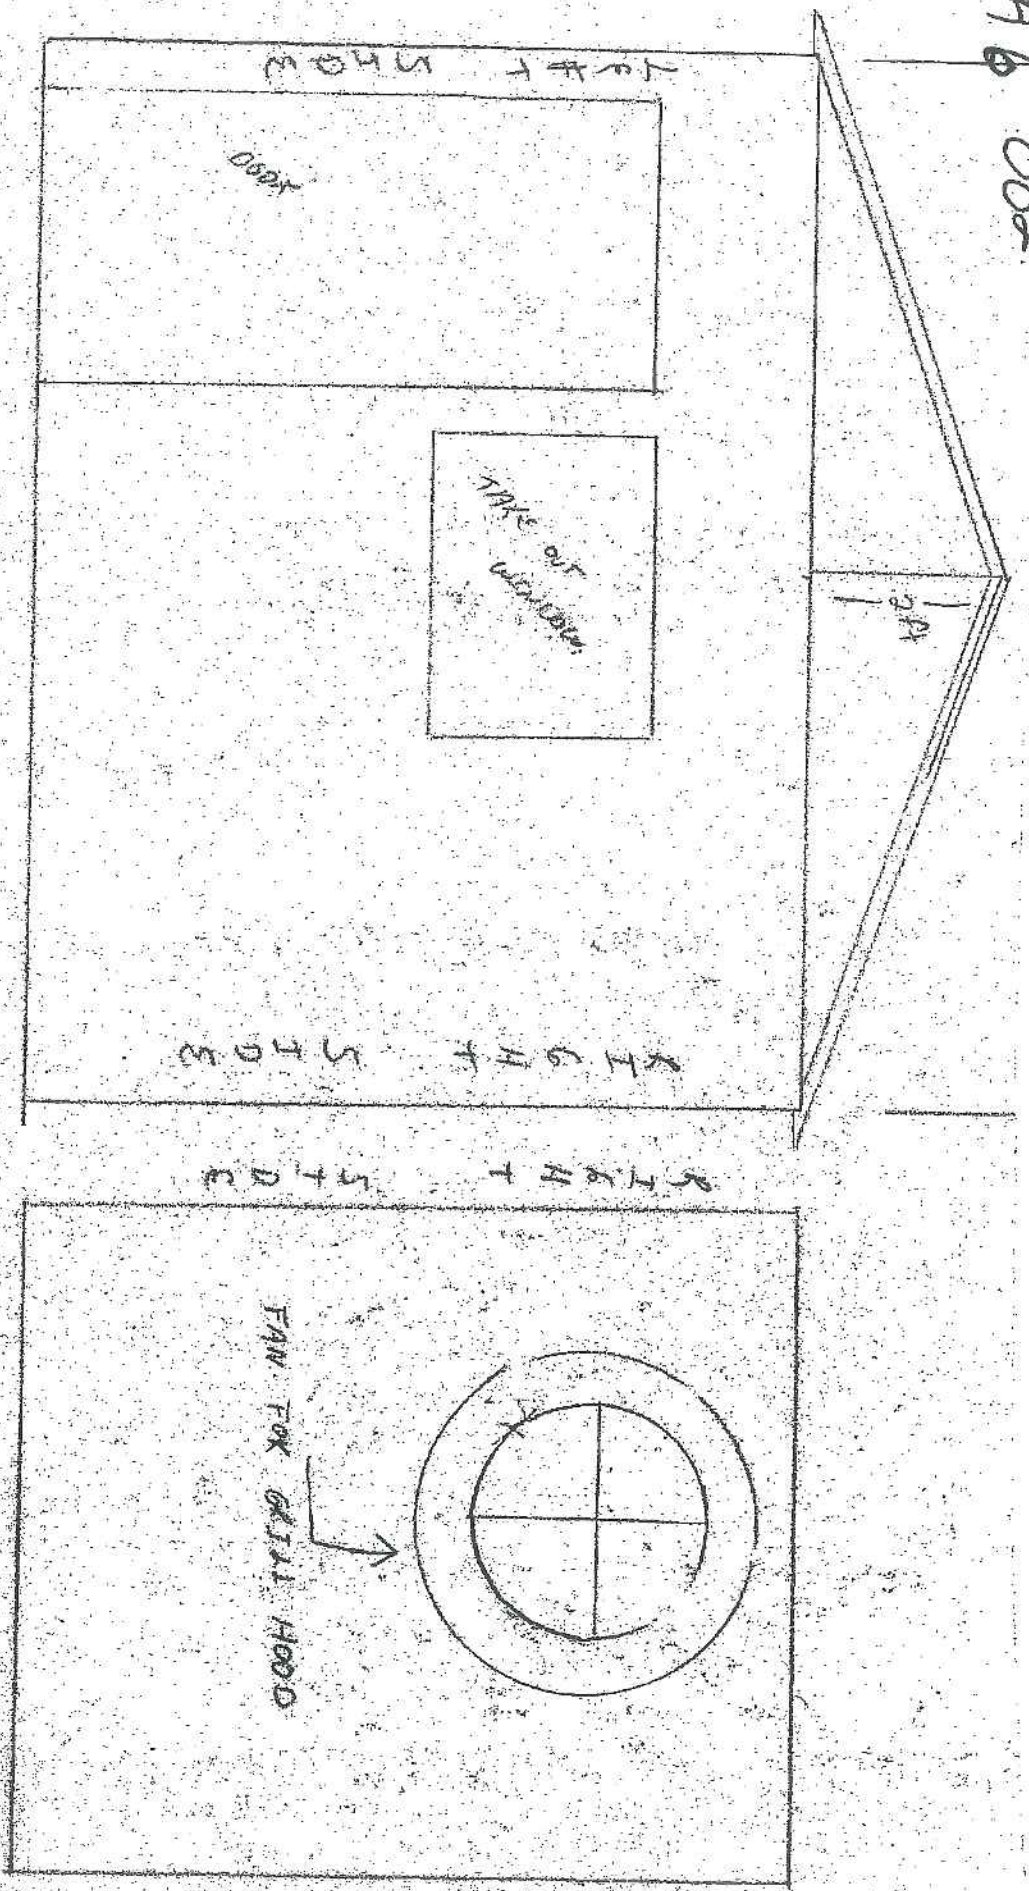 LEFT SIDE
DOOR
TAKE OUT
WINDOW
2 ft
RIGHT SIDE
RIGHT SIDE
FAN FOR GRILL HOOD